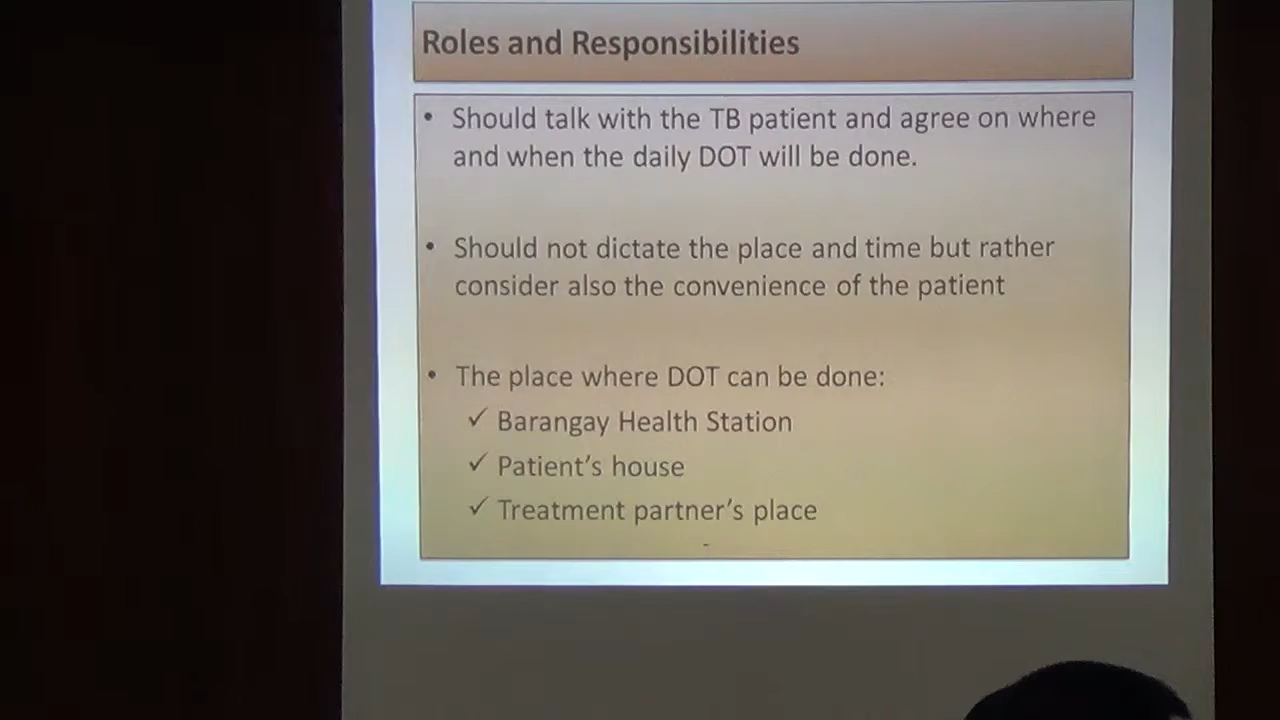 Roles and Responsibilities
• Should talk with the TB patient and agree on where
and when the daily DOT will be done.
• Should not dictate the place and time but rather
consider also the convenience of the patient
• The place where DOT can be done:
✓ Barangay Health Station
✓ Patient’s house
✓ Treatment partner’s place
-